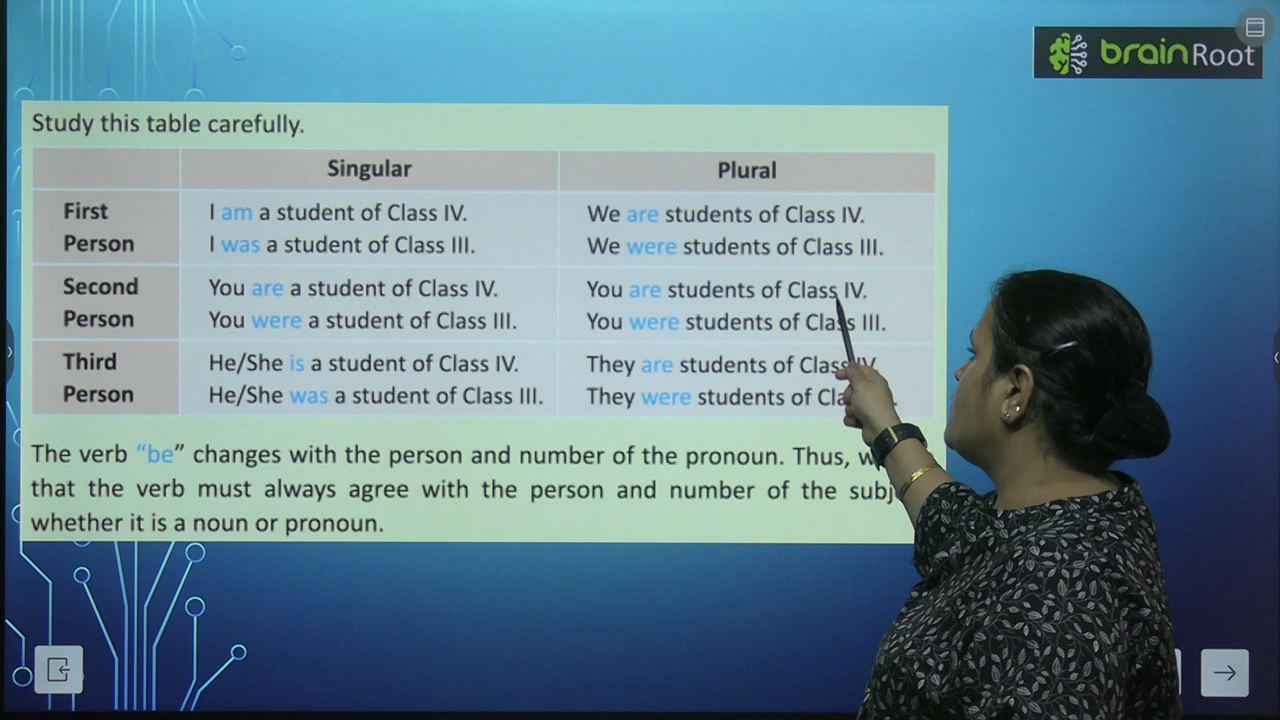 brainRoot
Study this table carefully.
Singular Plural
First Person
I am a student of Class IV.
I was a student of Class III.
We are students of Class IV.
We were students of Class III.
Second Person
You are a student of Class IV.
You were a student of Class III.
You are students of Class IV.
You were students of Class III.
Third Person
He/She is a student of Class IV.
He/She was a student of Class III.
They are students of Class IV.
They were students of
The verb “be” changes with the person and number of the pronoun. Thus,
that the verb must always agree with the person and number of the
whether it is a noun or pronoun.